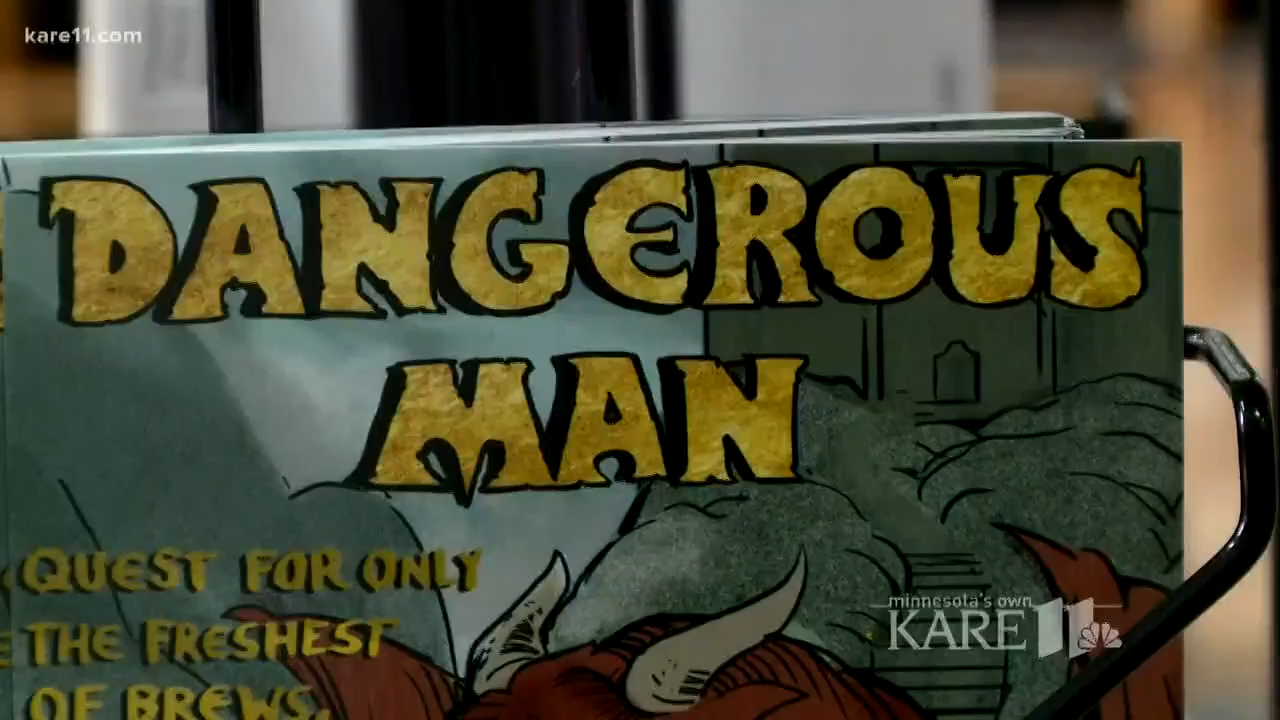 kare11.com
DANGEROUS
MAN
QUEST FOR ONLY
THE FRESHEST
OF BREWS.
minnesota's own
KARE 11